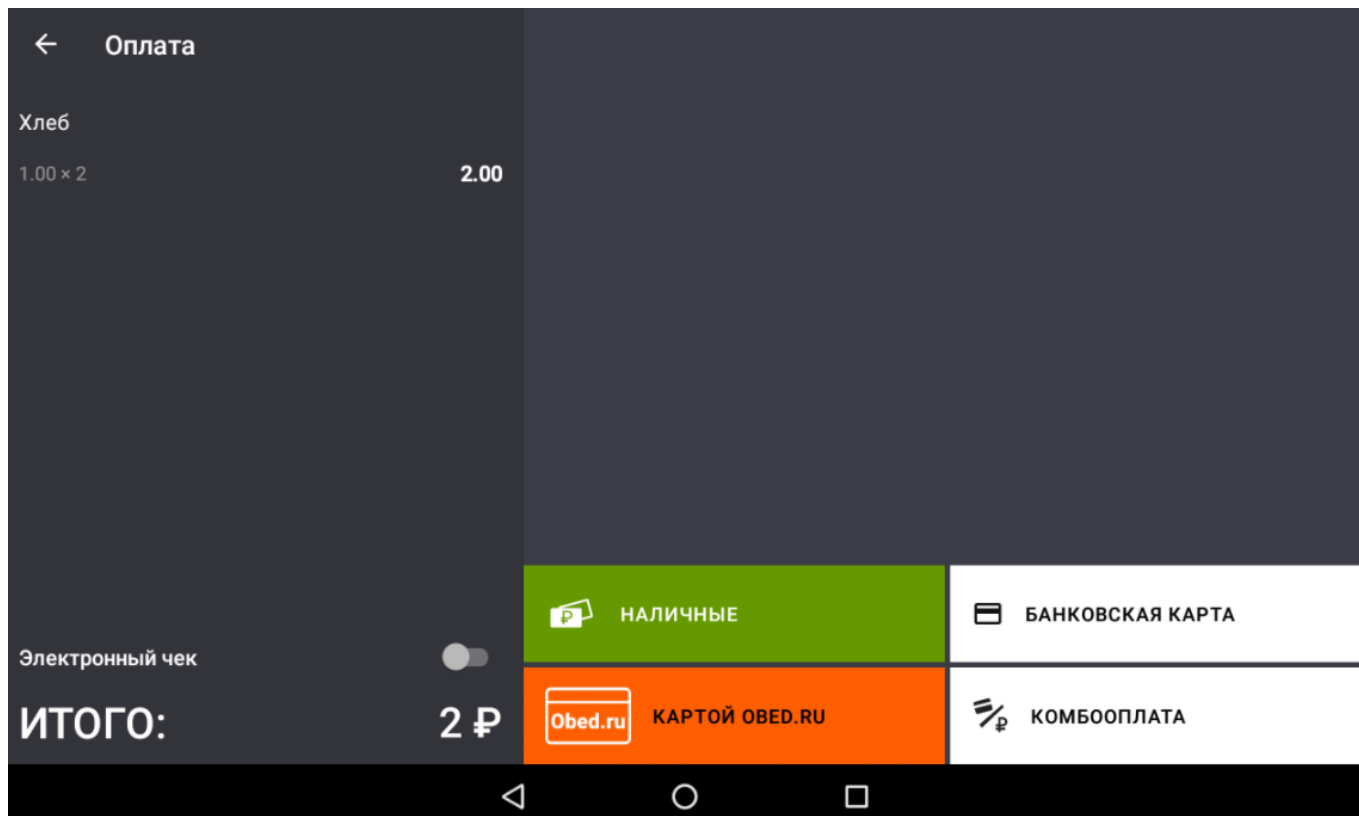 Оплата
Хлеб
1.00 × 2 2.00
Электронный чек
ИТОГО: 2 ₽
НАЛИЧНЫЕ
БАНКОВСКАЯ КАРТА
Obed.ru КАРТОЙ OBED.RU
КОМБООПЛАТА